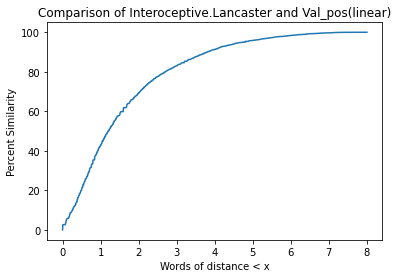 Comparison of Interoceptive.Lancaster and Val_pos(linear)
Percent Similarity
100
80
60
40
20
0
0 1 2 3 4 5 6 7 8
Words of distance < x